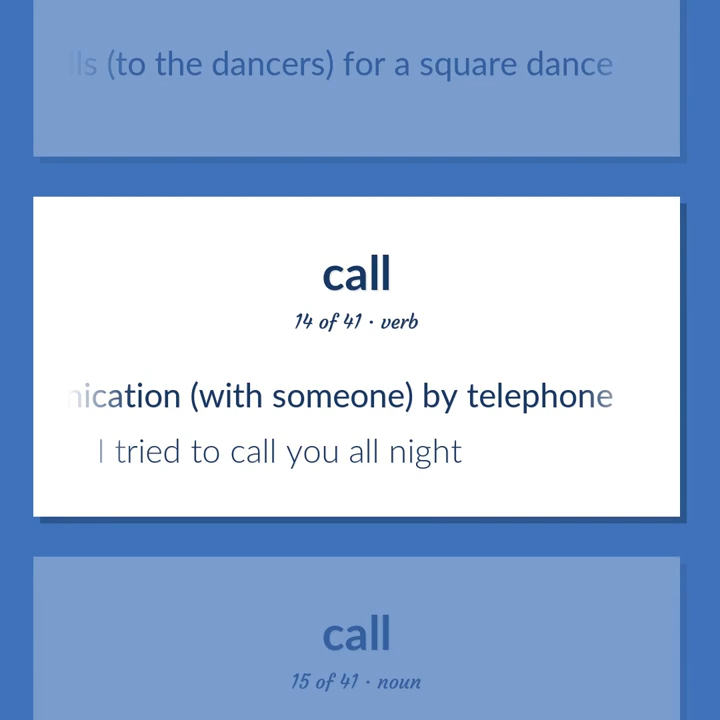 (to the dancers) for a square dance
call
14 of 41 · verb
nication (with someone) by telephone
I tried to call you all night
call
15 of 41 · noun